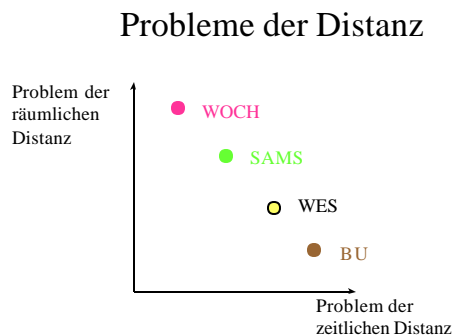 Probleme der Distanz
Problem der
räumlichen
Distanz
WOCH
SAMS
WES
BU
Problem der
zeitlichen Distanz